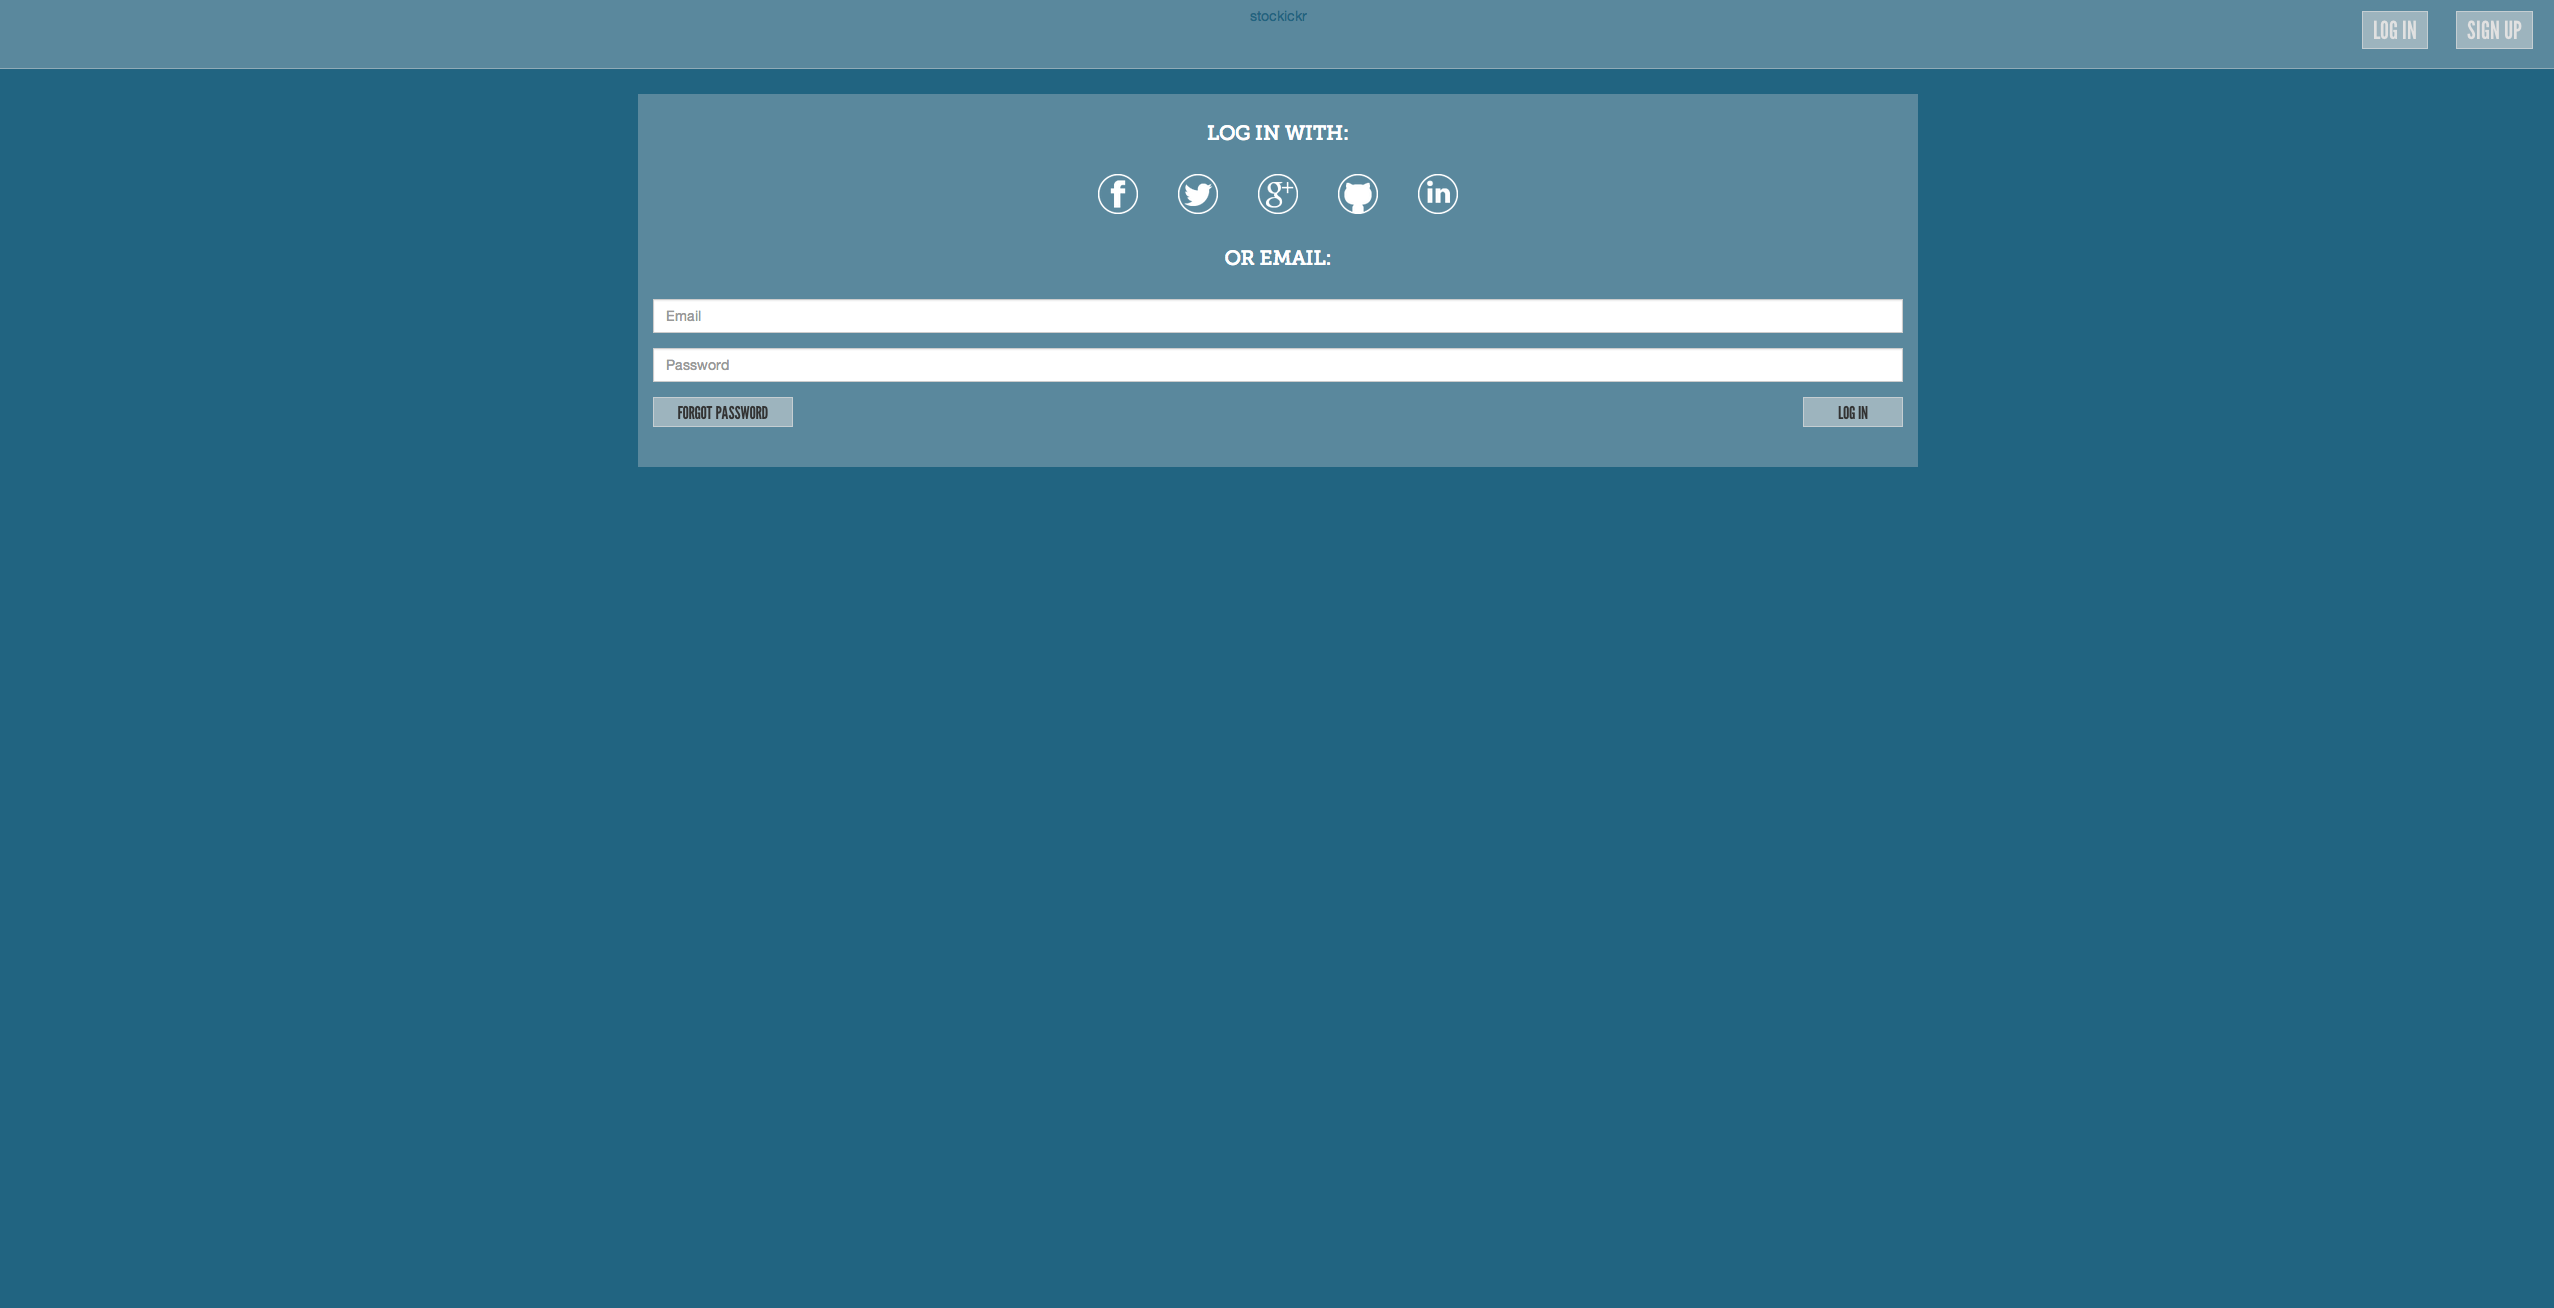 stockickr
LOG IN SIGN UP
LOG IN WITH:
f g+ in
OR EMAIL:
Email
Password
FORGOT PASSWORD LOG IN